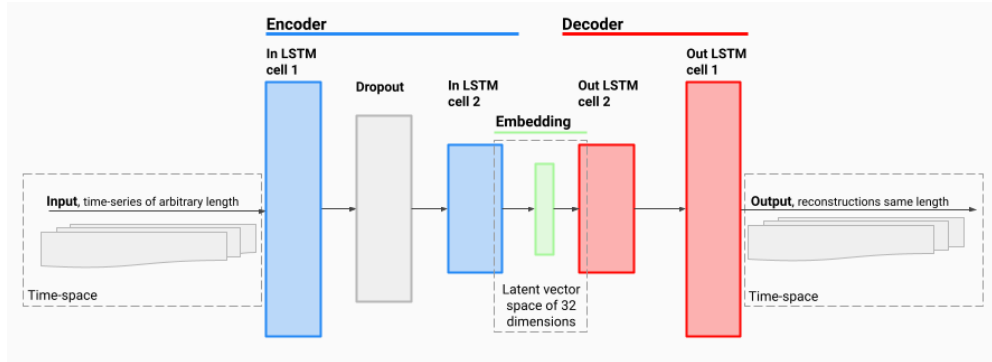 Encoder
Decoder
In LSTM
cell 1
Dropout
In LSTM
cell 2
Embedding
Out LSTM
cell 2
Out LSTM
cell 1
Input, time-series of arbitrary length
Time-space
Latent vector
space of 32
dimensions
Output, reconstructions same length
Time-space